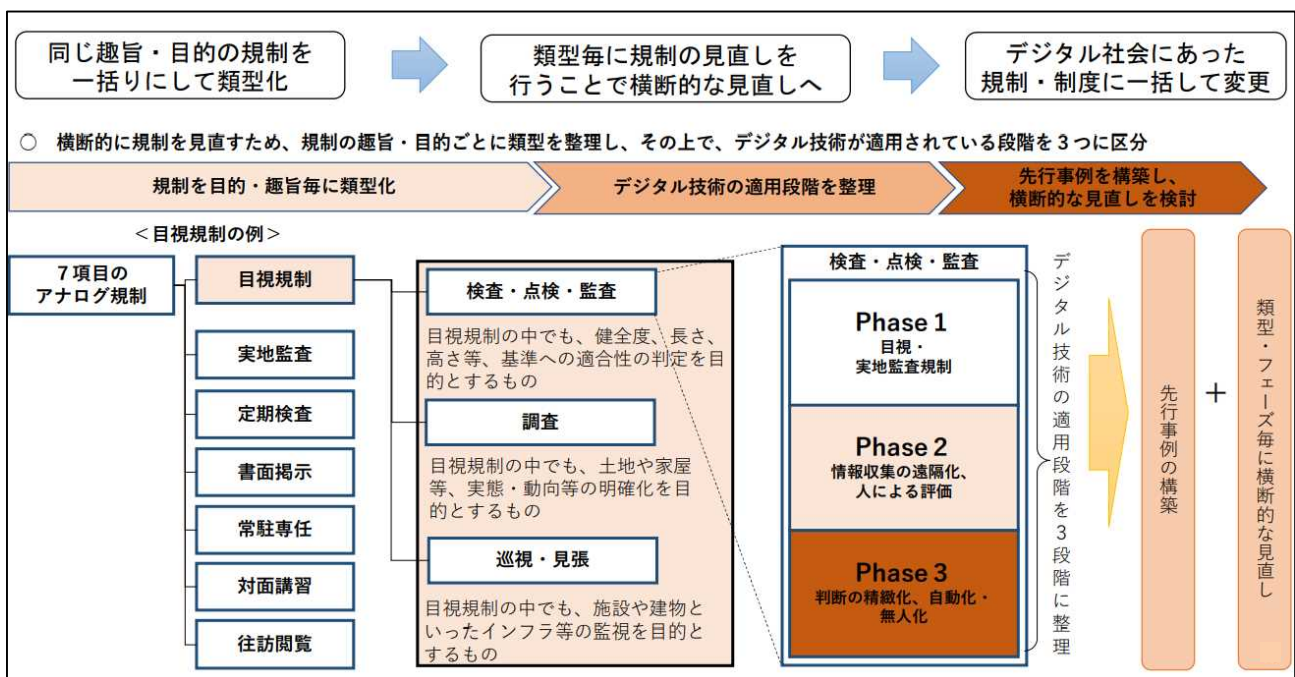 同じ趣旨・目的の規制を
一括りにして類型化
類型毎に規制の見直しを
行うことで横断的な見直しへ
デジタル社会にあった
規制・制度に一括して変更
○ 横断的に規制を見直すため、規制の趣旨・目的ごとに類型を整理し、その上で、デジタル技術が適用されている段階を３つに区分
規制を目的・趣旨毎に類型化
デジタル技術の適用段階を整理
先行事例を構築し、
横断的な見直しを検討
＜目視規制の例＞
７項目の
アナログ規制
目視規制
実地監査
定期検査
書面掲示
常駐専任
対面講習
往訪閲覧
検査・点検・監査
目視規制の中でも、健全度、長さ、
高さ等、基準への適合性の判定を目
的とするもの
調査
目視規制の中でも、土地や家屋
等、実態・動向等の明確化を目
的とするもの
巡視・見張
目視規制の中でも、施設や建物と
いったインフラ等の監視を目的と
するもの
検査・点検・監査
Phase 1
目視・
実地監査規制
Phase 2
情報収集の遠隔化、
人による評価
Phase 3
判断の精緻化、自動化・
無人化
デジタル技術の適用段階を３段階に整理
先行事例の構築
＋
類型・フェーズ毎に横断的な見直し